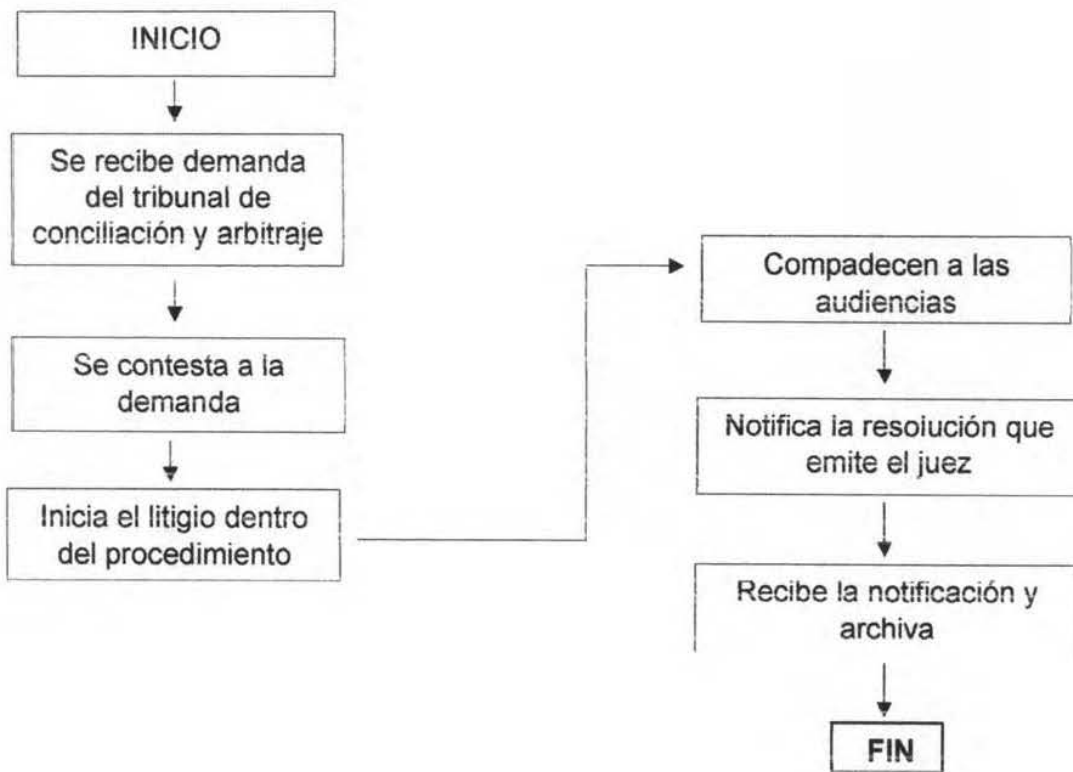 INICIO
Se recibe demanda
del tribunal de
conciliación y arbitraje
Se contesta a la
demanda
Inicia el litigio dentro
del procedimiento
Compadecen a las
audiencias
Notifica la resolución que
emite el juez
Recibe la notificación y
archiva
FIN